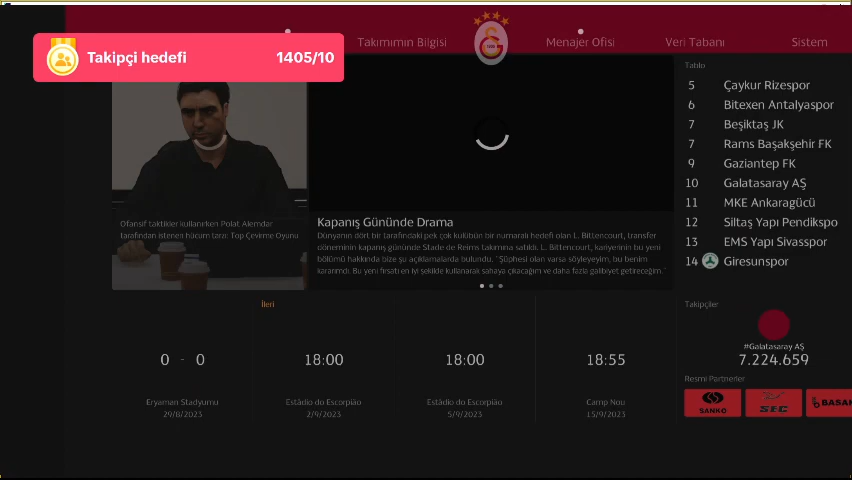 Takımımın Bilgisi
Menajer Ofisi
Veri Tabanı
Sistem
Takipçi hedefi
1405/10
Tablo
5 Çaykur Rizespor
6 Bitexen Antalyaspor
7 Beşiktaş JK
7 Rams Başakşehir FK
9 Gaziantep FK
10 Galatasaray AŞ
11 MKE Ankaragücü
12 Siltaş Yapı Pendikspo
13 EMS Yapı Sivasspor
14 Giresunspor
Ofansif taktikler kullanırken Polat Alemdar
tarafından istenen hücum tarzı: Top Çevirme Oyunu
Kapanış Gününde Drama
Dünyanın dört bir tarafındaki pek çok kulübün bir numaralı hedefi olan L. Bittencourt, transfer
döneminin kapanış gününde Stade de Reims takımına satıldı. L. Bittencourt, kariyerinin bu yeni
bölümü hakkında bize şu açıklamalarda bulundu. "Şüphesi olan varsa söyleyeyim, bu benim
kararımdı. Bu yeni fırsatı en iyi şekilde kullanarak sahaya çıkacağım ve daha fazla galibiyet getireceğim."
İleri
0 - 0
18:00
18:00
18:55
Eryaman Stadyumu
29/8/2023
Estádio do Escorpião
2/9/2023
Estádio do Escorpião
5/9/2023
Camp Nou
15/9/2023
Takipçiler
#Galatasaray AŞ
7.224.659
Resmi Partnerler
SANKO
SEC
BASAK